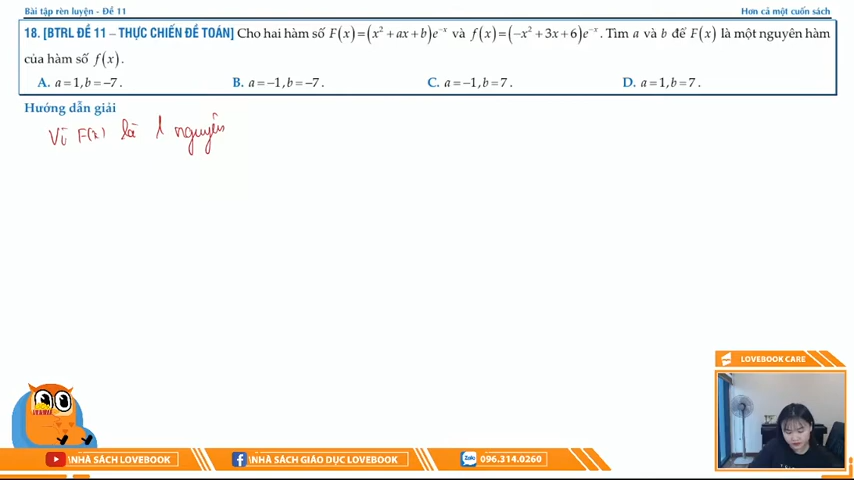 Bài tập rèn luyện - Đề 11
Hơn cả một cuốn sách
18. [BTRL ĐỀ 11 – THỰC CHIẾN ĐỀ TOÁN] Cho hai hàm số F(x)=(x²+ax+b)e⁻ˣ và f(x)=(−x²+3x+6)e⁻ˣ. Tìm a và b để F(x) là một nguyên hàm
của hàm số f(x).
A. a=1,b=−7. B. a=−1,b=−7. C. a=−1,b=7. D. a=1,b=7.
Hướng dẫn giải
Vì F(x) là 1 nguyên
LOVEBOOK CARE
NHÀ SÁCH LOVEBOOK
NHÀ SÁCH GIÁO DỤC LOVEBOOK
Zalo
096.314.0260